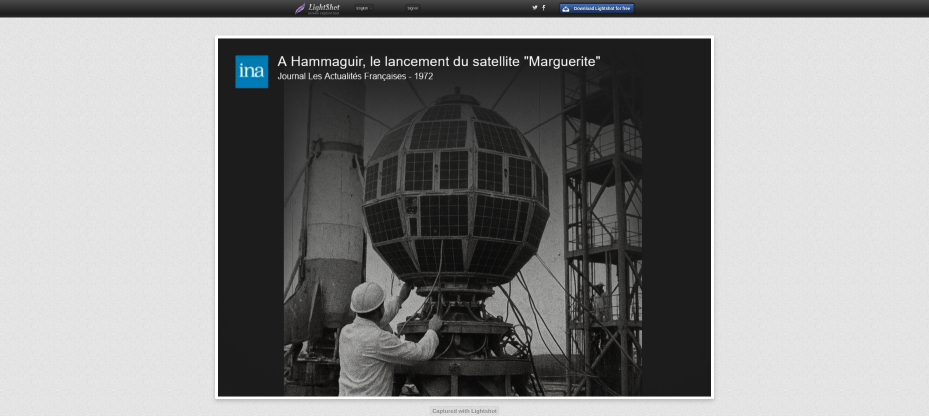 LightShot
English
Sign in
Download Lightshot for free
ina
A Hammaguir, le lancement du satellite "Marguerite"
Journal Les Actualités Françaises - 1972
Captured with Lightshot